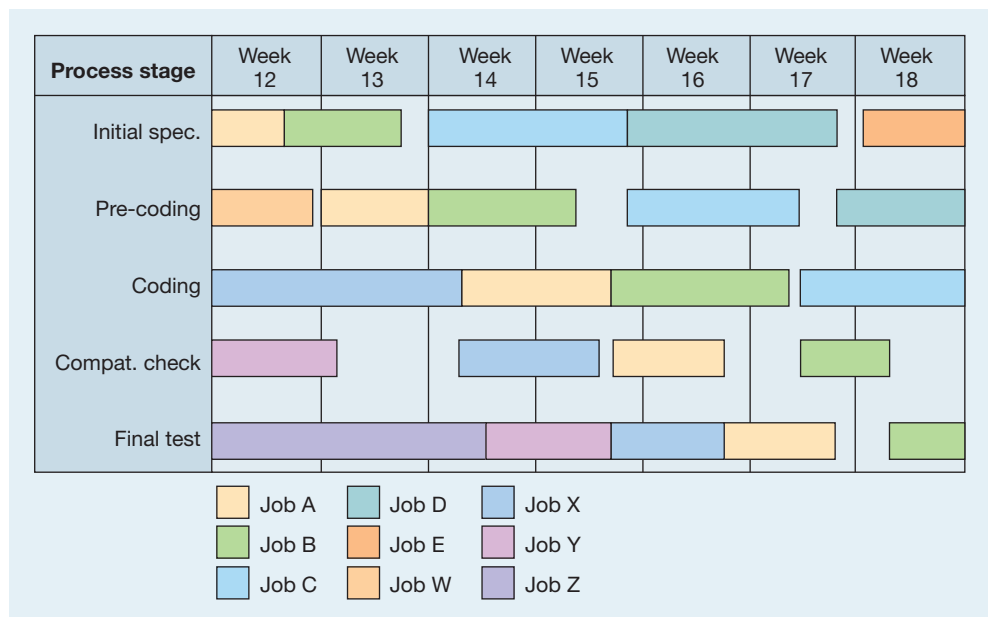 Process stage
Week 12
Week 13
Week 14
Week 15
Week 16
Week 17
Week 18
Initial spec.
Pre-coding
Coding
Compat. check
Final test
Job A
Job D
Job X
Job B
Job E
Job Y
Job C
Job W
Job Z